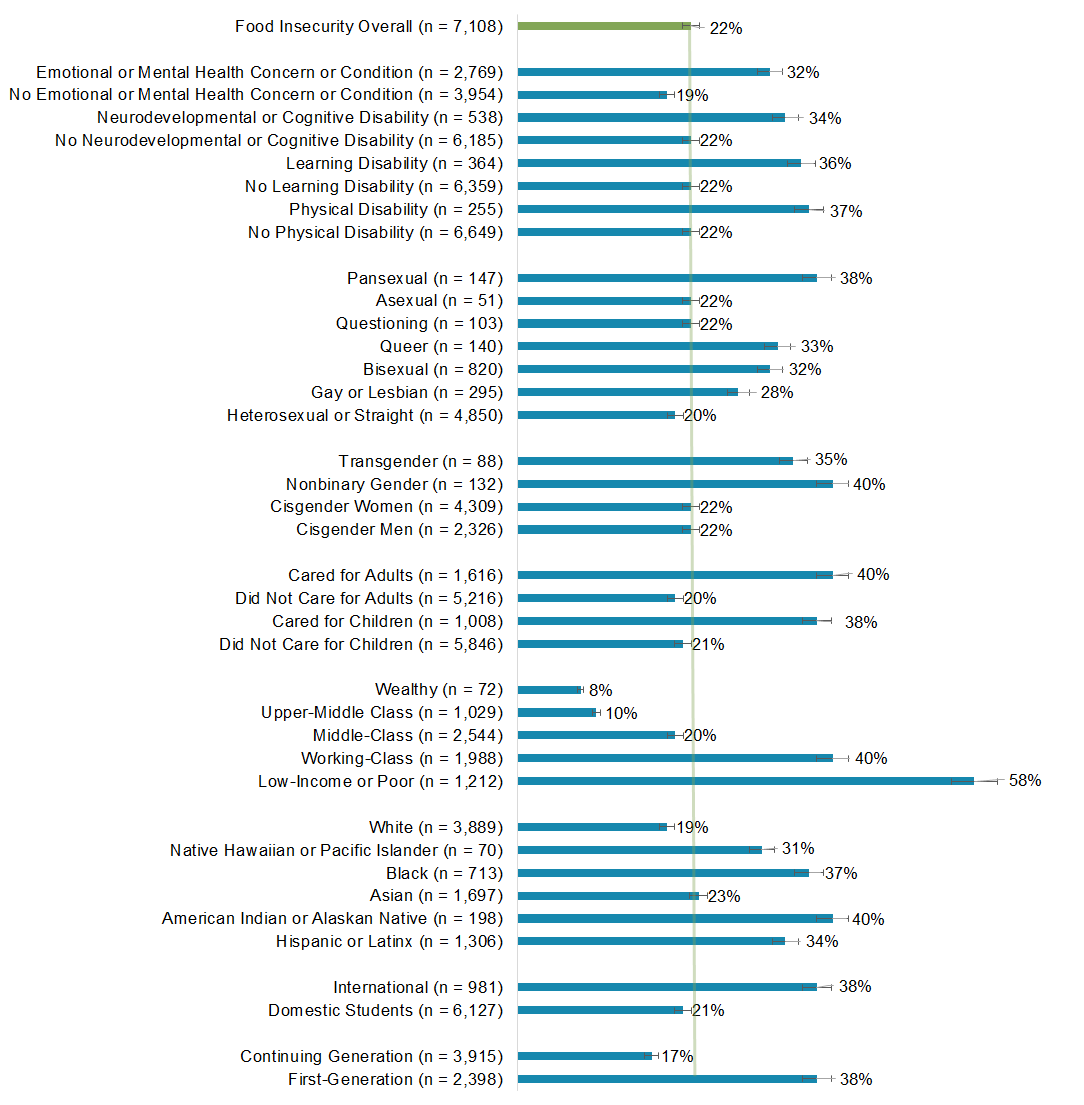 Food Insecurity Overall (n = 7,108) 22%
Emotional or Mental Health Concern or Condition (n = 2,769) 32%
No Emotional or Mental Health Concern or Condition (n = 3,954) 19%
Neurodevelopmental or Cognitive Disability (n = 538) 34%
No Neurodevelopmental or Cognitive Disability (n = 6,185) 22%
Learning Disability (n = 364) 36%
No Learning Disability (n = 6,359) 22%
Physical Disability (n = 255) 37%
No Physical Disability (n = 6,649) 22%
Pansexual (n = 147) 38%
Asexual (n = 51) 22%
Questioning (n = 103) 22%
Queer (n = 140) 33%
Bisexual (n = 820) 32%
Gay or Lesbian (n = 295) 28%
Heterosexual or Straight (n = 4,850) 20%
Transgender (n = 88) 35%
Nonbinary Gender (n = 132) 40%
Cisgender Women (n = 4,309) 22%
Cisgender Men (n = 2,326) 22%
Cared for Adults (n = 1,616) 40%
Did Not Care for Adults (n = 5,216) 20%
Cared for Children (n = 1,008) 38%
Did Not Care for Children (n = 5,846) 21%
Wealthy (n = 72) 8%
Upper-Middle Class (n = 1,029) 10%
Middle-Class (n = 2,544) 20%
Working-Class (n = 1,988) 40%
Low-Income or Poor (n = 1,212) 58%
White (n = 3,889) 19%
Native Hawaiian or Pacific Islander (n = 70) 31%
Black (n = 713) 37%
Asian (n = 1,697) 23%
American Indian or Alaskan Native (n = 198) 40%
Hispanic or Latinx (n = 1,306) 34%
International (n = 981) 38%
Domestic Students (n = 6,127) 21%
Continuing Generation (n = 3,915) 17%
First-Generation (n = 2,398) 38%